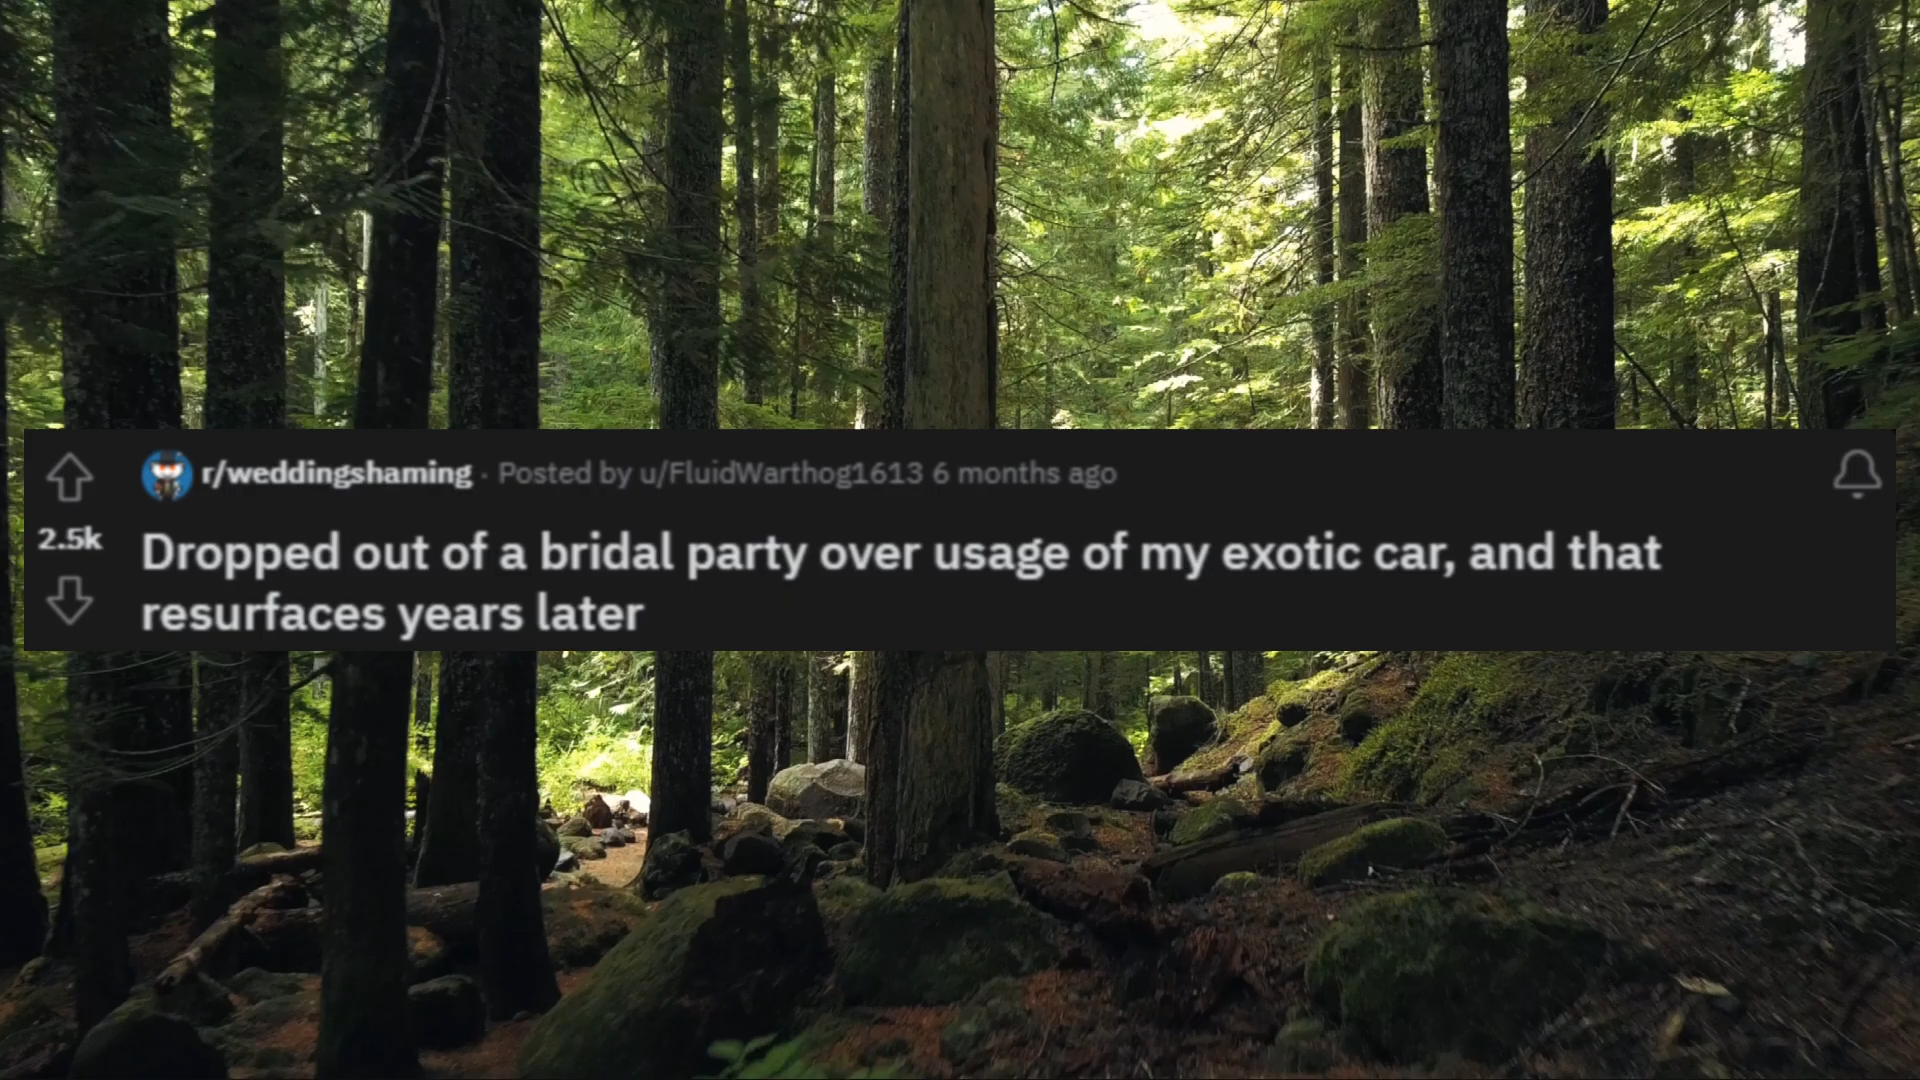 r/weddingshaming · Posted by u/FluidWarthog1613 6 months ago
2.5k
Dropped out of a bridal party over usage of my exotic car, and that
resurfaces years later